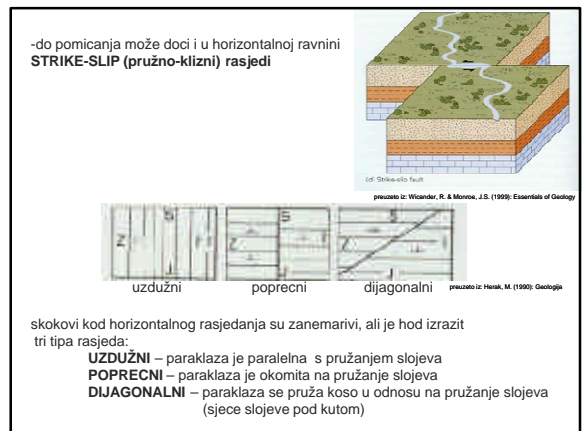 -do pomicanja može doci i u horizontalnoj ravnini
STRIKE-SLIP (pružno-klizni) rasjedi
(d) Strike-slip fault
preuzeto iz: Wicander, R. & Monroe, J.S. (1999): Essentials of Geology
S S S
Z Z Z
uzdužni poprecni dijagonalni
preuzeto iz: Herak, M. (1990): Geologija
skokovi kod horizontalnog rasjedanja su zanemarivi, ali je hod izrazit
tri tipa rasjeda:
UZDUŽNI – paraklaza je paralelna s pružanjem slojeva
POPRECNI – paraklaza je okomita na pružanje slojeva
DIJAGONALNI – paraklaza se pruža koso u odnosu na pružanje slojeva
(sjece slojeve pod kutom)